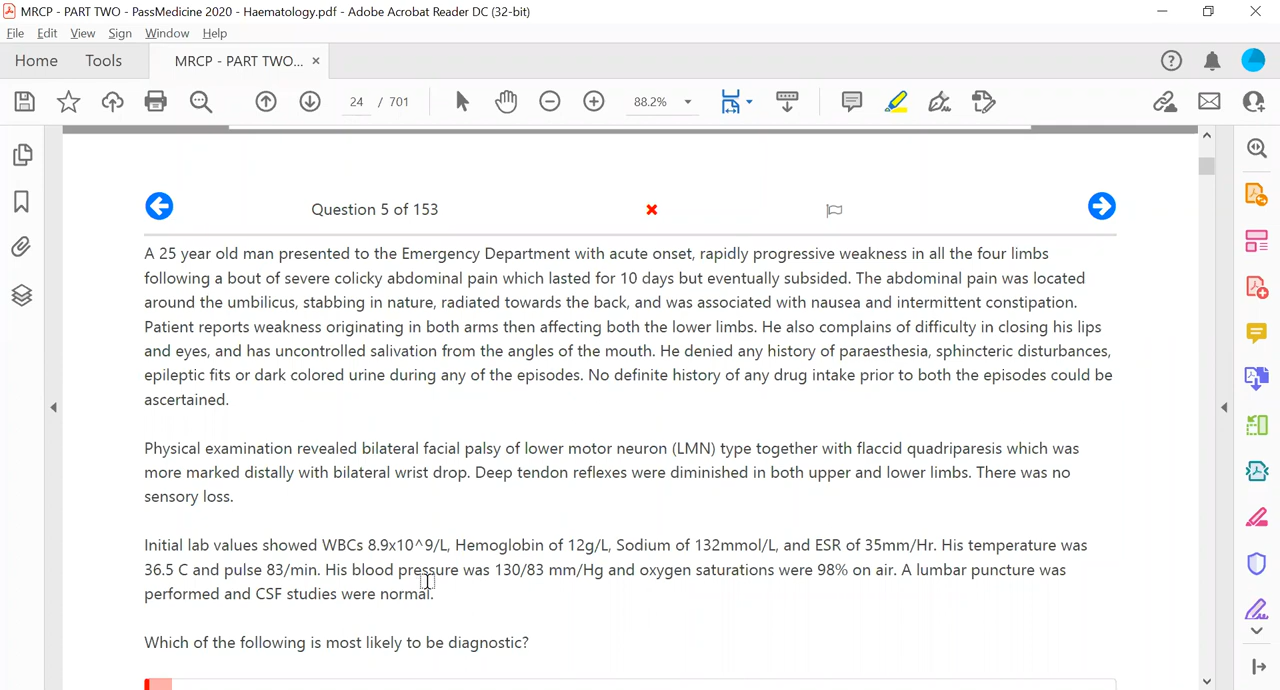 MRCP - PART TWO - PassMedicine 2020 - Haematology.pdf - Adobe Acrobat Reader DC (32-bit)
File Edit View Sign Window Help
Home Tools MRCP - PART TWO... ×
24 / 701 88.2%
Question 5 of 153
A 25 year old man presented to the Emergency Department with acute onset, rapidly progressive weakness in all the four limbs
following a bout of severe colicky abdominal pain which lasted for 10 days but eventually subsided. The abdominal pain was located
around the umbilicus, stabbing in nature, radiated towards the back, and was associated with nausea and intermittent constipation.
Patient reports weakness originating in both arms then affecting both the lower limbs. He also complains of difficulty in closing his lips
and eyes, and has uncontrolled salivation from the angles of the mouth. He denied any history of paraesthesia, sphincteric disturbances,
epileptic fits or dark colored urine during any of the episodes. No definite history of any drug intake prior to both the episodes could be
ascertained.
Physical examination revealed bilateral facial palsy of lower motor neuron (LMN) type together with flaccid quadriparesis which was
more marked distally with bilateral wrist drop. Deep tendon reflexes were diminished in both upper and lower limbs. There was no
sensory loss.
Initial lab values showed WBCs 8.9x10^9/L, Hemoglobin of 12g/L, Sodium of 132mmol/L, and ESR of 35mm/Hr. His temperature was
36.5 C and pulse 83/min. His blood pressure was 130/83 mm/Hg and oxygen saturations were 98% on air. A lumbar puncture was
performed and CSF studies were normal.
Which of the following is most likely to be diagnostic?